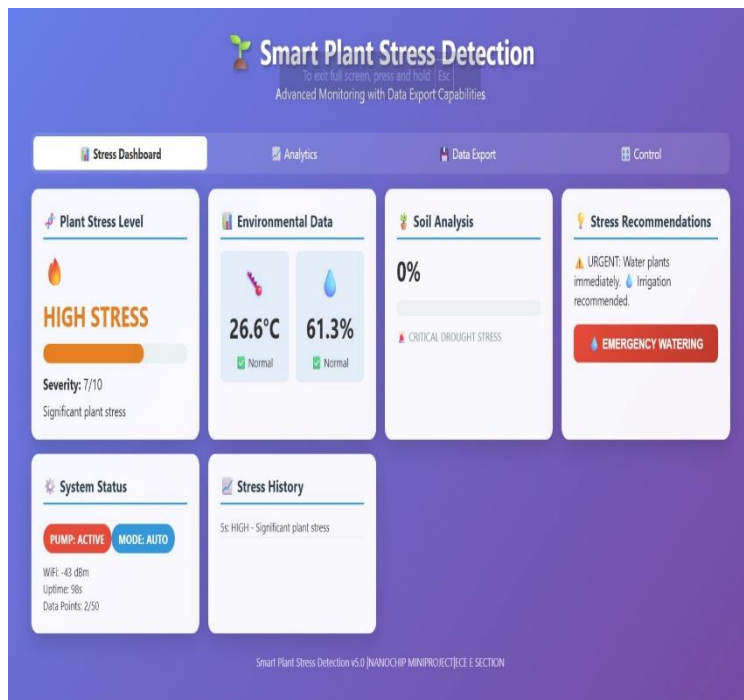 Smart Plant Stress Detection
To exit full screen, press and hold Esc
Advanced Monitoring with Data Export Capabilities
Stress Dashboard
Analytics
Data Export
Control
Plant Stress Level
HIGH STRESS
Severity: 7/10
Significant plant stress
Environmental Data
26.6°C
Normal
61.3%
Normal
Soil Analysis
0%
CRITICAL DROUGHT STRESS
Stress Recommendations
URGENT: Water plants
immediately. Irrigation
recommended.
EMERGENCY WATERING
System Status
PUMP: ACTIVE
MODE: AUTO
WiFi: -43 dBm
Uptime: 98s
Data Points: 2/50
Stress History
5s: HIGH - Significant plant stress
Smart Plant Stress Detection v5.0 |NANOCHIP MINIPROJECT|ECE E SECTION